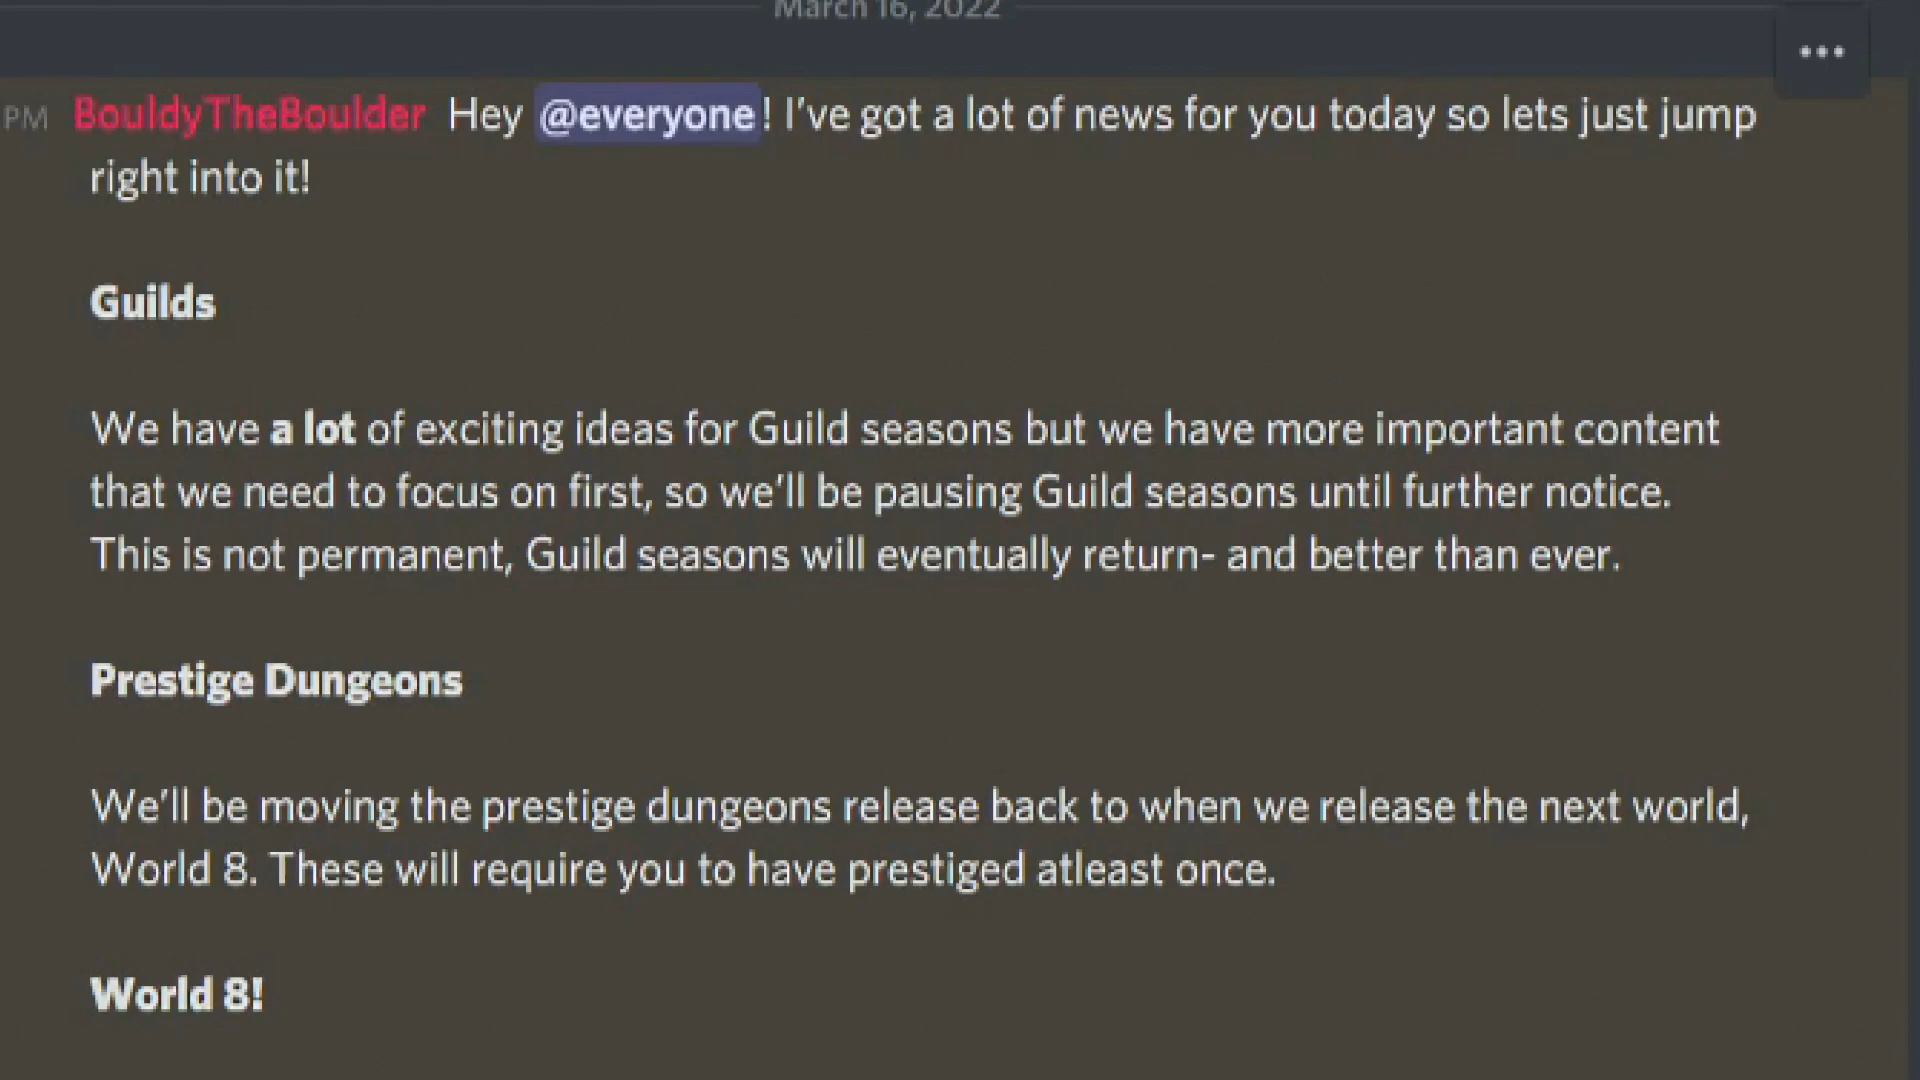 March 16, 2022
PM BouldyTheBoulder Hey @everyone! I've got a lot of news for you today so lets just jump
right into it!
Guilds
We have a lot of exciting ideas for Guild seasons but we have more important content
that we need to focus on first, so we'll be pausing Guild seasons until further notice.
This is not permanent, Guild seasons will eventually return- and better than ever.
Prestige Dungeons
We'll be moving the prestige dungeons release back to when we release the next world,
World 8. These will require you to have prestiged atleast once.
World 8!